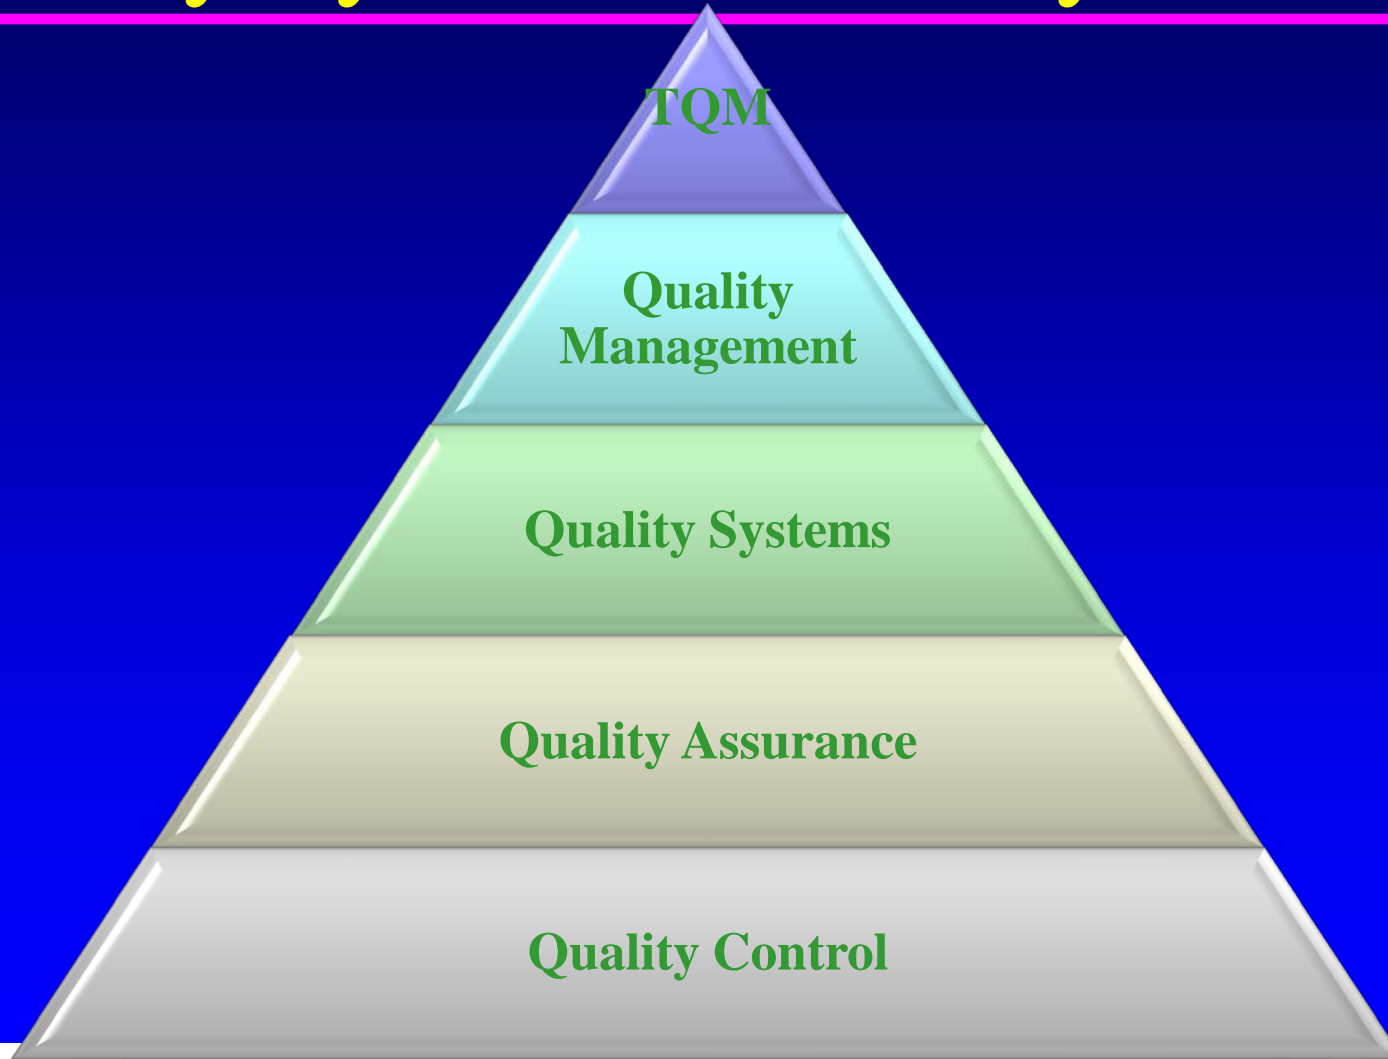 TQM
Quality
Management
Quality Systems
Quality Assurance
Quality Control